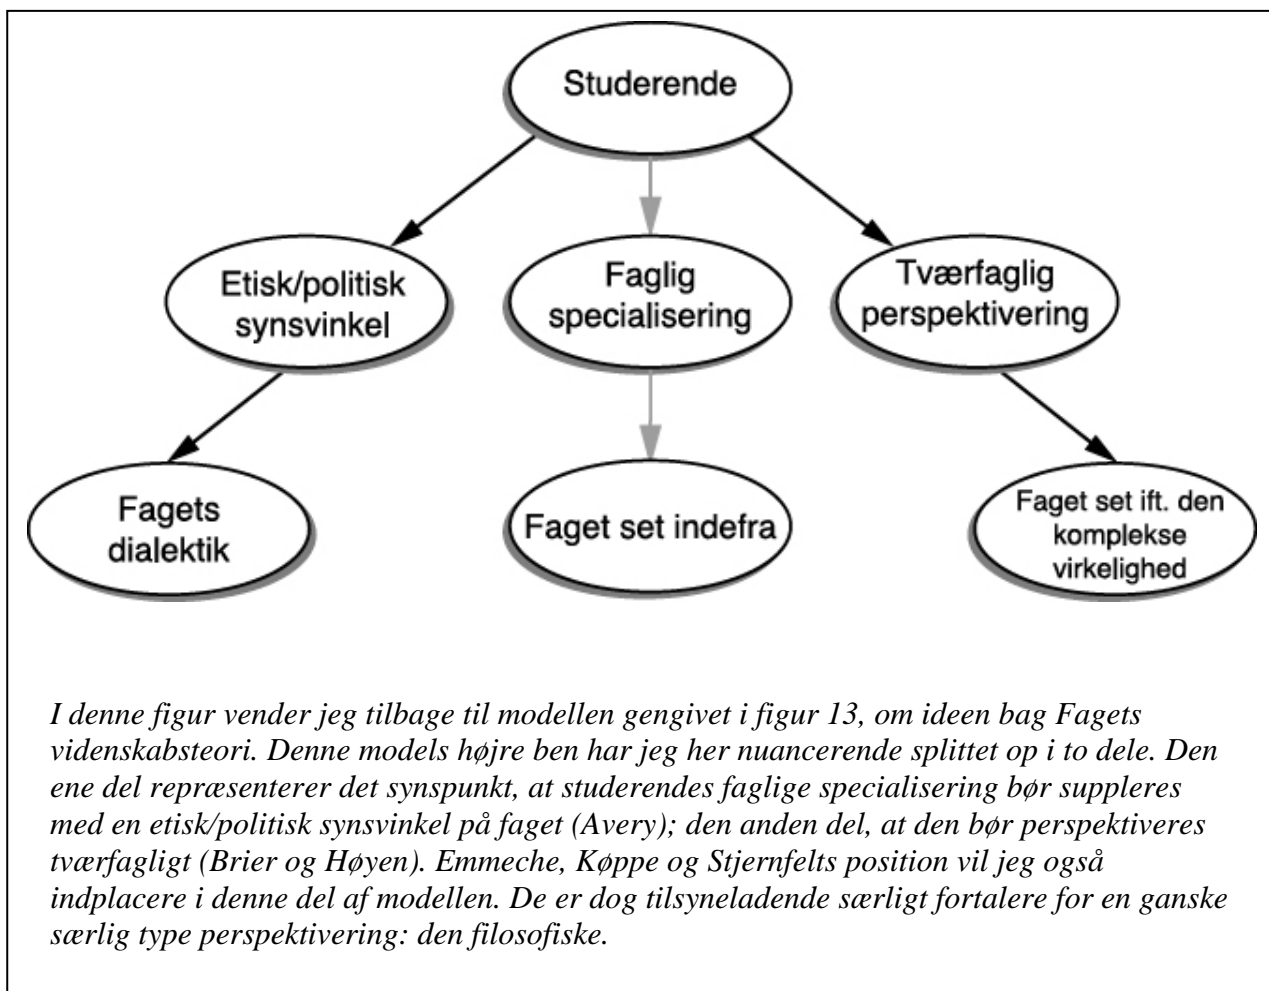 Studerende
Etisk/politisk
synsvinkel
Faglig
specialisering
Tværfaglig
perspektivering
Fagets
dialektik
Faget set indefra
Faget set ift. den
komplekse
virkelighed
I denne figur vender jeg tilbage til modellen gengivet i figur 13, om ideen bag Fagets
videnskabsteori. Denne models højre ben har jeg her nuancerende splittet op i to dele. Den
ene del repræsenterer det synspunkt, at studerendes faglige specialisering bør suppleres
med en etisk/politisk synsvinkel på faget (Avery); den anden del, at den bør perspektiveres
tværfagligt (Brier og Høyen). Emmeche, Køppe og Stjernfelts position vil jeg også
indplacere i denne del af modellen. De er dog tilsyneladende særligt fortalere for en ganske
særlig type perspektivering: den filosofiske.